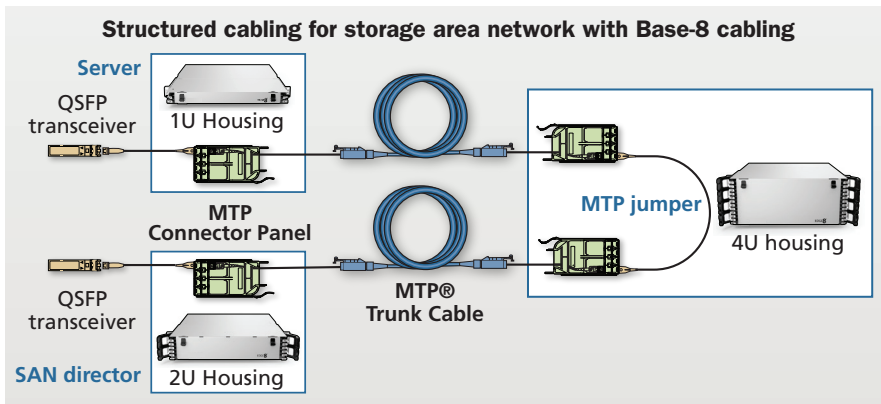 Structured cabling for storage area network with Base-8 cabling
Server
QSFP
transceiver
1U Housing
MTP
Connector Panel
MTP jumper
4U housing
QSFP
transceiver
MTP®
Trunk Cable
SAN director
2U Housing